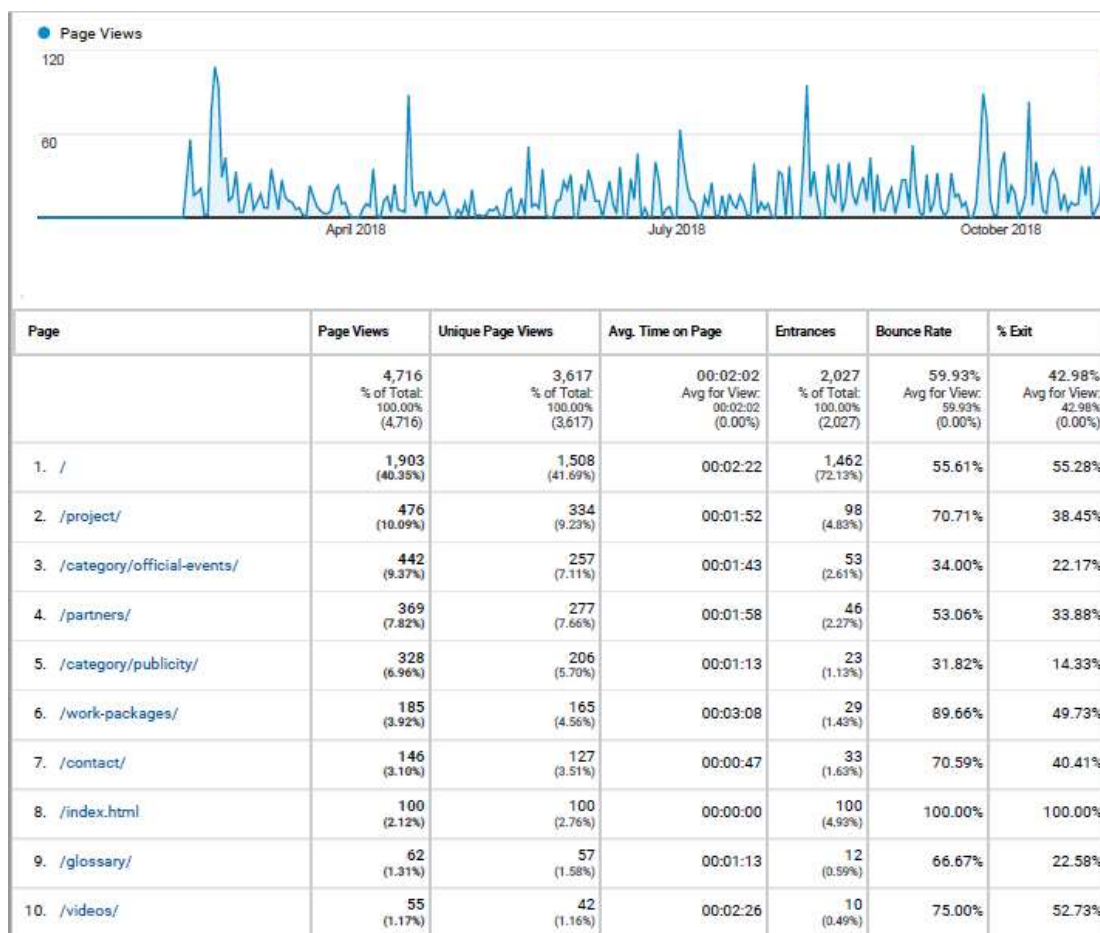 Page Views
120
60
April 2018 July 2018 October 2018
Page Page Views Unique Page Views Avg. Time on Page Entrances Bounce Rate % Exit
4,716 3,617 00:02:02 2,027 59.93% 42.98%
% of Total: % of Total: Avg for View: % of Total: Avg for View: Avg for View:
100.00% 100.00% 00:02:02 100.00% 59.93% 42.98%
(4,716) (3,617) (0.00%) (2,027) (0.00%) (0.00%)
1. / 1,903 1,508 00:02:22 1,462 55.61% 55.28%
(40.35%) (41.69%) (72.13%)
2. /project/ 476 334 00:01:52 98 70.71% 38.45%
(10.09%) (9.23%) (4.83%)
3. /category/official-events/ 442 257 00:01:43 53 34.00% 22.17%
(9.37%) (7.11%) (2.61%)
4. /partners/ 369 277 00:01:58 46 53.06% 33.88%
(7.82%) (7.66%) (2.27%)
5. /category/publicity/ 328 206 00:01:13 23 31.82% 14.33%
(6.96%) (5.70%) (1.13%)
6. /work-packages/ 185 165 00:03:08 29 89.66% 49.73%
(3.92%) (4.56%) (1.43%)
7. /contact/ 146 127 00:00:47 33 70.59% 40.41%
(3.10%) (3.51%) (1.63%)
8. /index.html 100 100 00:00:00 100 100.00% 100.00%
(2.12%) (2.76%) (4.93%)
9. /glossary/ 62 57 00:01:13 12 66.67% 22.58%
(1.31%) (1.58%) (0.59%)
10. /videos/ 55 42 00:02:26 10 75.00% 52.73%
(1.17%) (1.16%) (0.49%)